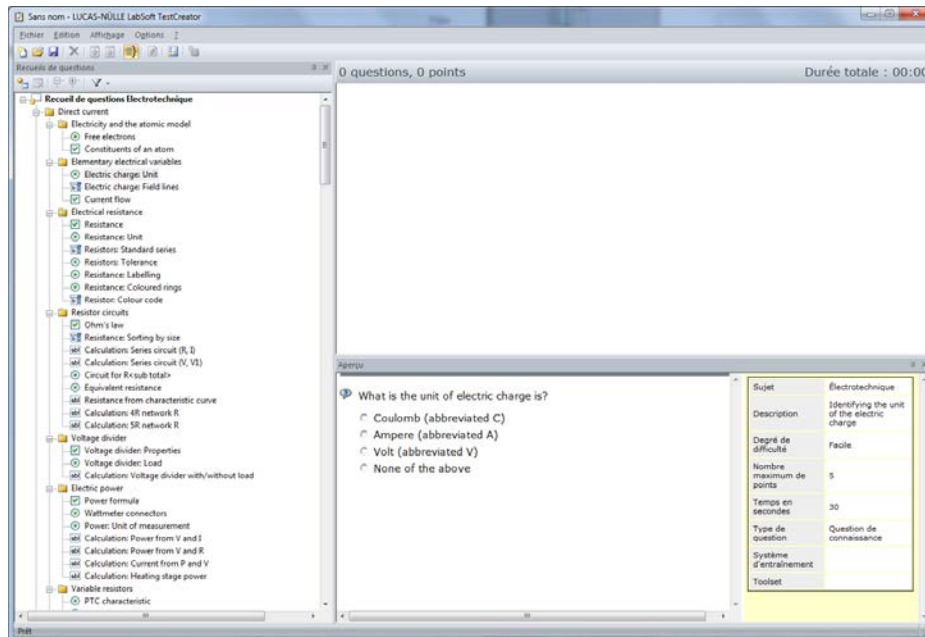 Sans nom - LUCAS-NÜLLE LabSoft TestCreator
Fichier Edition Affichage Options ?
Recueils de questions
Recueil de questions Electrotechnique
Direct current
Electricity and the atomic model
Free electrons
Constituents of an atom
Elementary electrical variables
Electric charge: Unit
Electric charge: Field lines
Current flow
Electrical resistance
Resistance
Resistance: Unit
Resistors: Standard series
Resistors: Tolerance
Resistance: Labelling
Resistance: Coloured rings
Resistor: Colour code
Resistor circuits
Ohm's law
Resistance: Sorting by size
Calculation: Series circuit (R, I)
Calculation: Series circuit (V, V1)
Circuit for R<sub total>
Equivalent resistance
Resistance from characteristic curve
Calculation: 4R network R
Calculation: 5R network R
Voltage divider
Voltage divider: Properties
Voltage divider: Load
Calculation: Voltage divider with/without load
Electric power
Power formula
Wattmeter connectors
Power: Unit of measurement
Calculation: Power from V and I
Calculation: Power from V and R
Calculation: Current from P and V
Calculation: Heating stage power
Variable resistors
PTC characteristic
Prêt
0 questions, 0 points Durée totale : 00:00
Aperçu
What is the unit of electric charge is?
Coulomb (abbreviated C)
Ampere (abbreviated A)
Volt (abbreviated V)
None of the above
Sujet Électrotechnique
Description Identifying the unit
of the electric
charge
Degré de
difficulté Facile
Nombre
maximum de
points 5
Temps en
secondes 30
Type de
question Question de
connaissance
Système
d'entraînement
Toolset